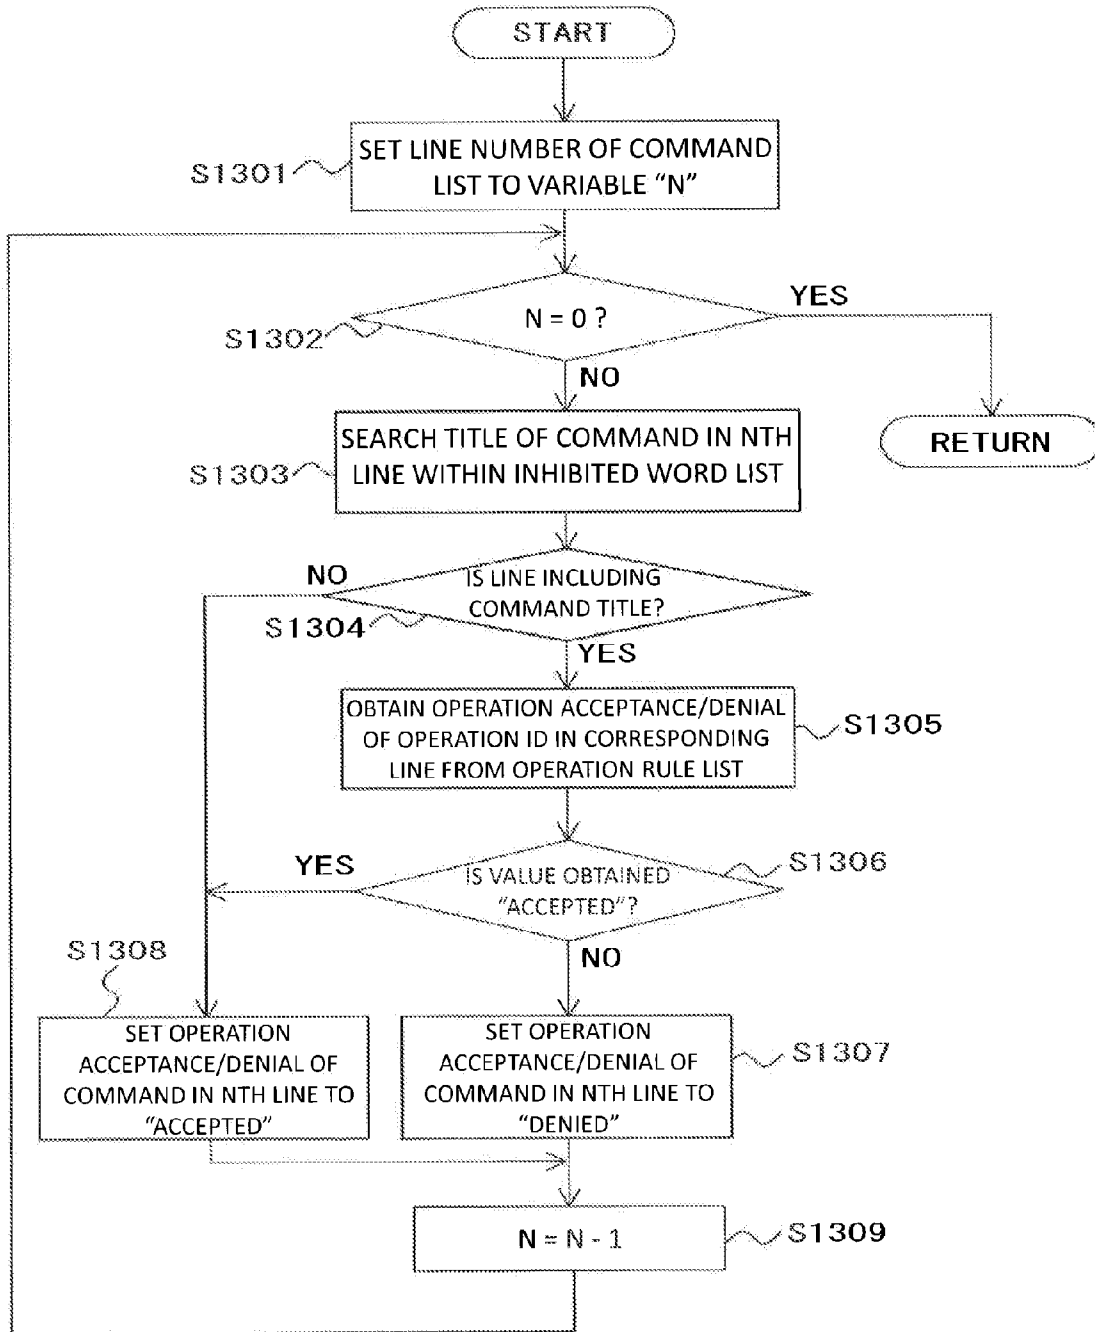 START
S1301
SET LINE NUMBER OF COMMAND
LIST TO VARIABLE “N”
YES
N = 0 ?
S1302
NO
SEARCH TITLE OF COMMAND IN NTH
LINE WITHIN INHIBITED WORD LIST
S1303
RETURN
NO
IS LINE INCLUDING
COMMAND TITLE?
S1304
YES
OBTAIN OPERATION ACCEPTANCE/DENIAL
OF OPERATION ID IN CORRESPONDING
LINE FROM OPERATION RULE LIST
S1305
YES
IS VALUE OBTAINED
“ACCEPTED”?
S1306
NO
S1308
SET OPERATION
ACCEPTANCE/DENIAL OF
COMMAND IN NTH LINE TO
“ACCEPTED”
SET OPERATION
ACCEPTANCE/DENIAL OF
COMMAND IN NTH LINE TO
“DENIED”
S1307
N = N - 1
S1309